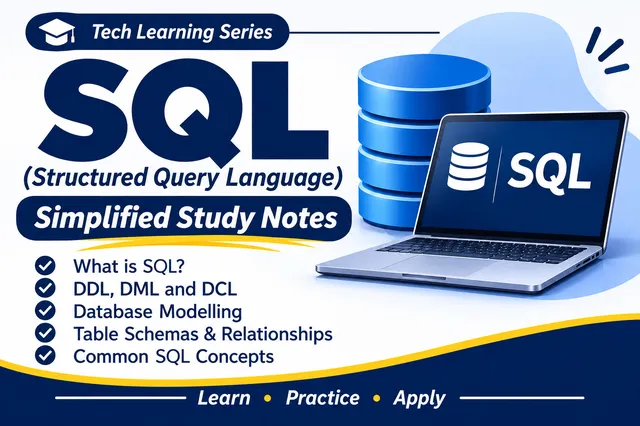 Tech Learning Series
SQL
(Structured Query Language)
Simplified Study Notes
What is SQL?
DDL, DML and DCL
Database Modelling
Table Schemas & Relationships
Common SQL Concepts
SQL
Learn • Practice • Apply